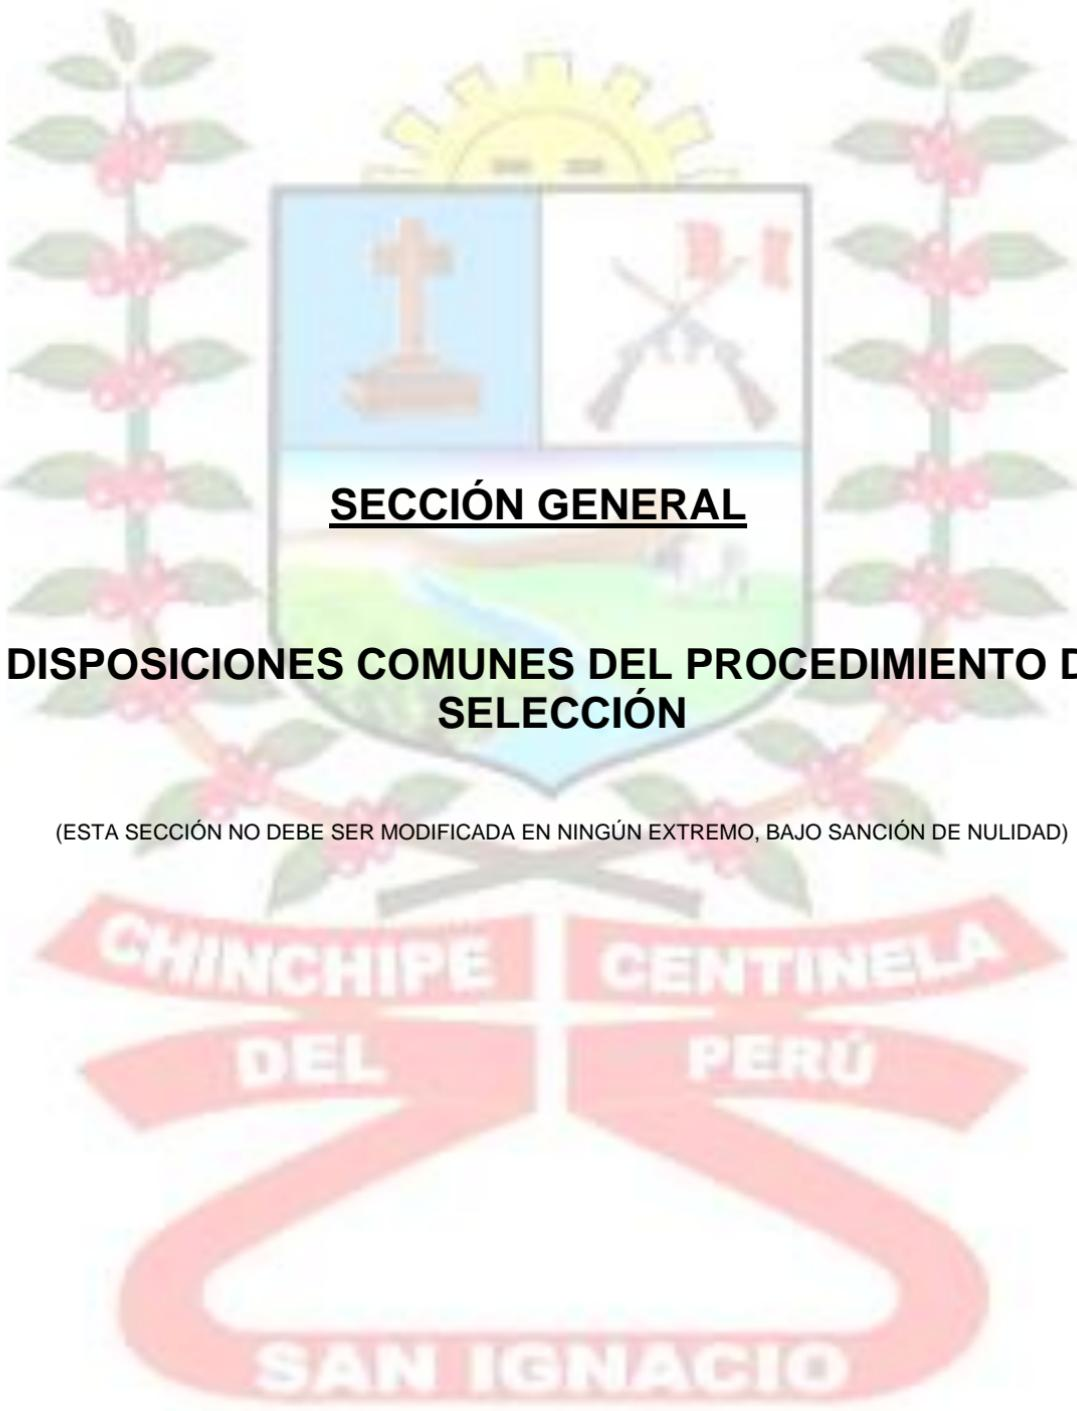 SECCIÓN GENERAL
DISPOSICIONES COMUNES DEL PROCEDIMIENTO D
SELECCIÓN
(ESTA SECCIÓN NO DEBE SER MODIFICADA EN NINGÚN EXTREMO, BAJO SANCIÓN DE NULIDAD)
CHINCHIPE CENTINELA
DEL PERÚ
SAN IGNACIO